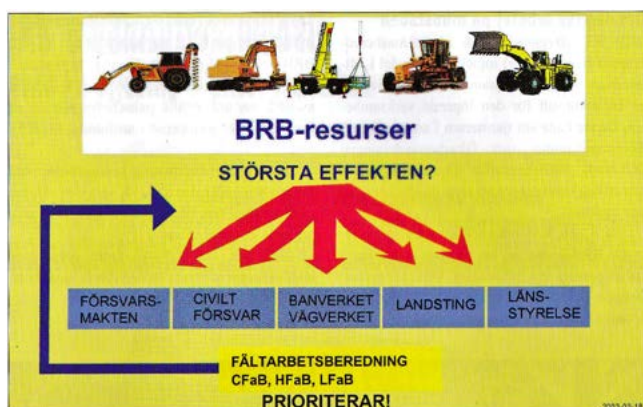 BRB-resurser
STÖRSTA EFFEKTEN?
FÖRSVARS-
MAKTEN
CIVILT
FÖRSVAR
BANVERKET
VÄGVERKET
LANDSTING
LÄNS-
STYRELSE
FÄLTARBETSBEREDNING
CFaB, HFaB, LFaB
PRIORITERAR!